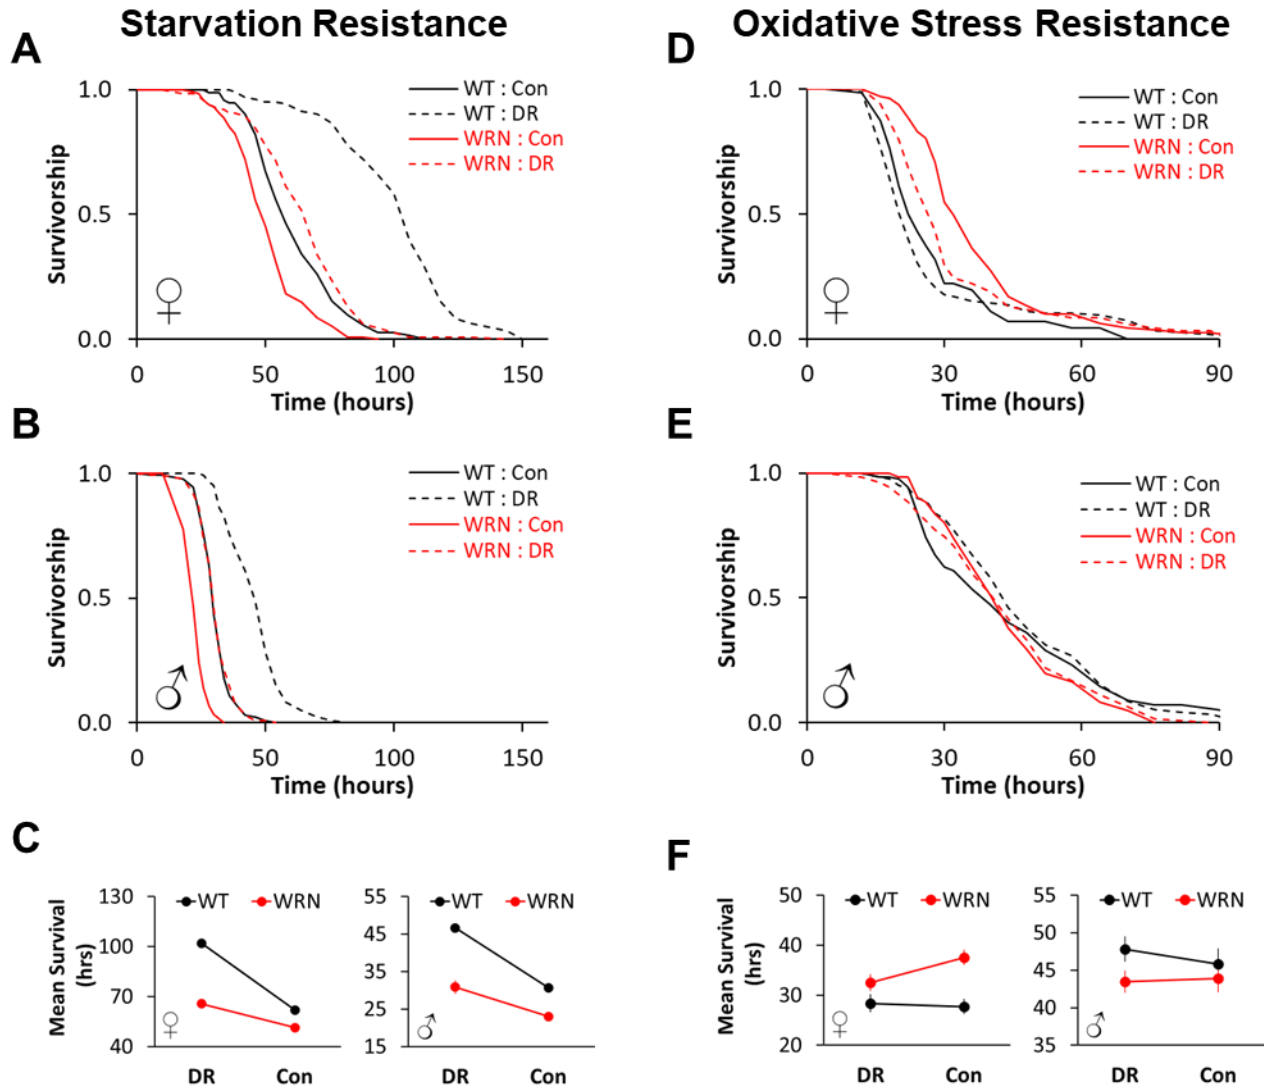 Starvation Resistance
A
1.0
0.5
0.0
Survivorship
WT : Con
WT : DR
WRN : Con
WRN : DR
♀
0 50 100 150
Time (hours)
B
1.0
0.5
0.0
Survivorship
WT : Con
WT : DR
WRN : Con
WRN : DR
♂
0 50 100 150
Time (hours)
C
Mean Survival
(hrs)
130
100
70
40
WT WRN
♀
DR Con
55
45
35
25
15
WT WRN
♂
DR Con
Oxidative Stress Resistance
D
1.0
0.5
0.0
Survivorship
WT : Con
WT : DR
WRN : Con
WRN : DR
♀
0 30 60 90
Time (hours)
E
1.0
0.5
0.0
Survivorship
WT : Con
WT : DR
WRN : Con
WRN : DR
♂
0 30 60 90
Time (hours)
F
Mean Survival
(hrs)
50
40
30
20
WT WRN
♀
DR Con
55
50
45
40
35
WT WRN
♂
DR Con